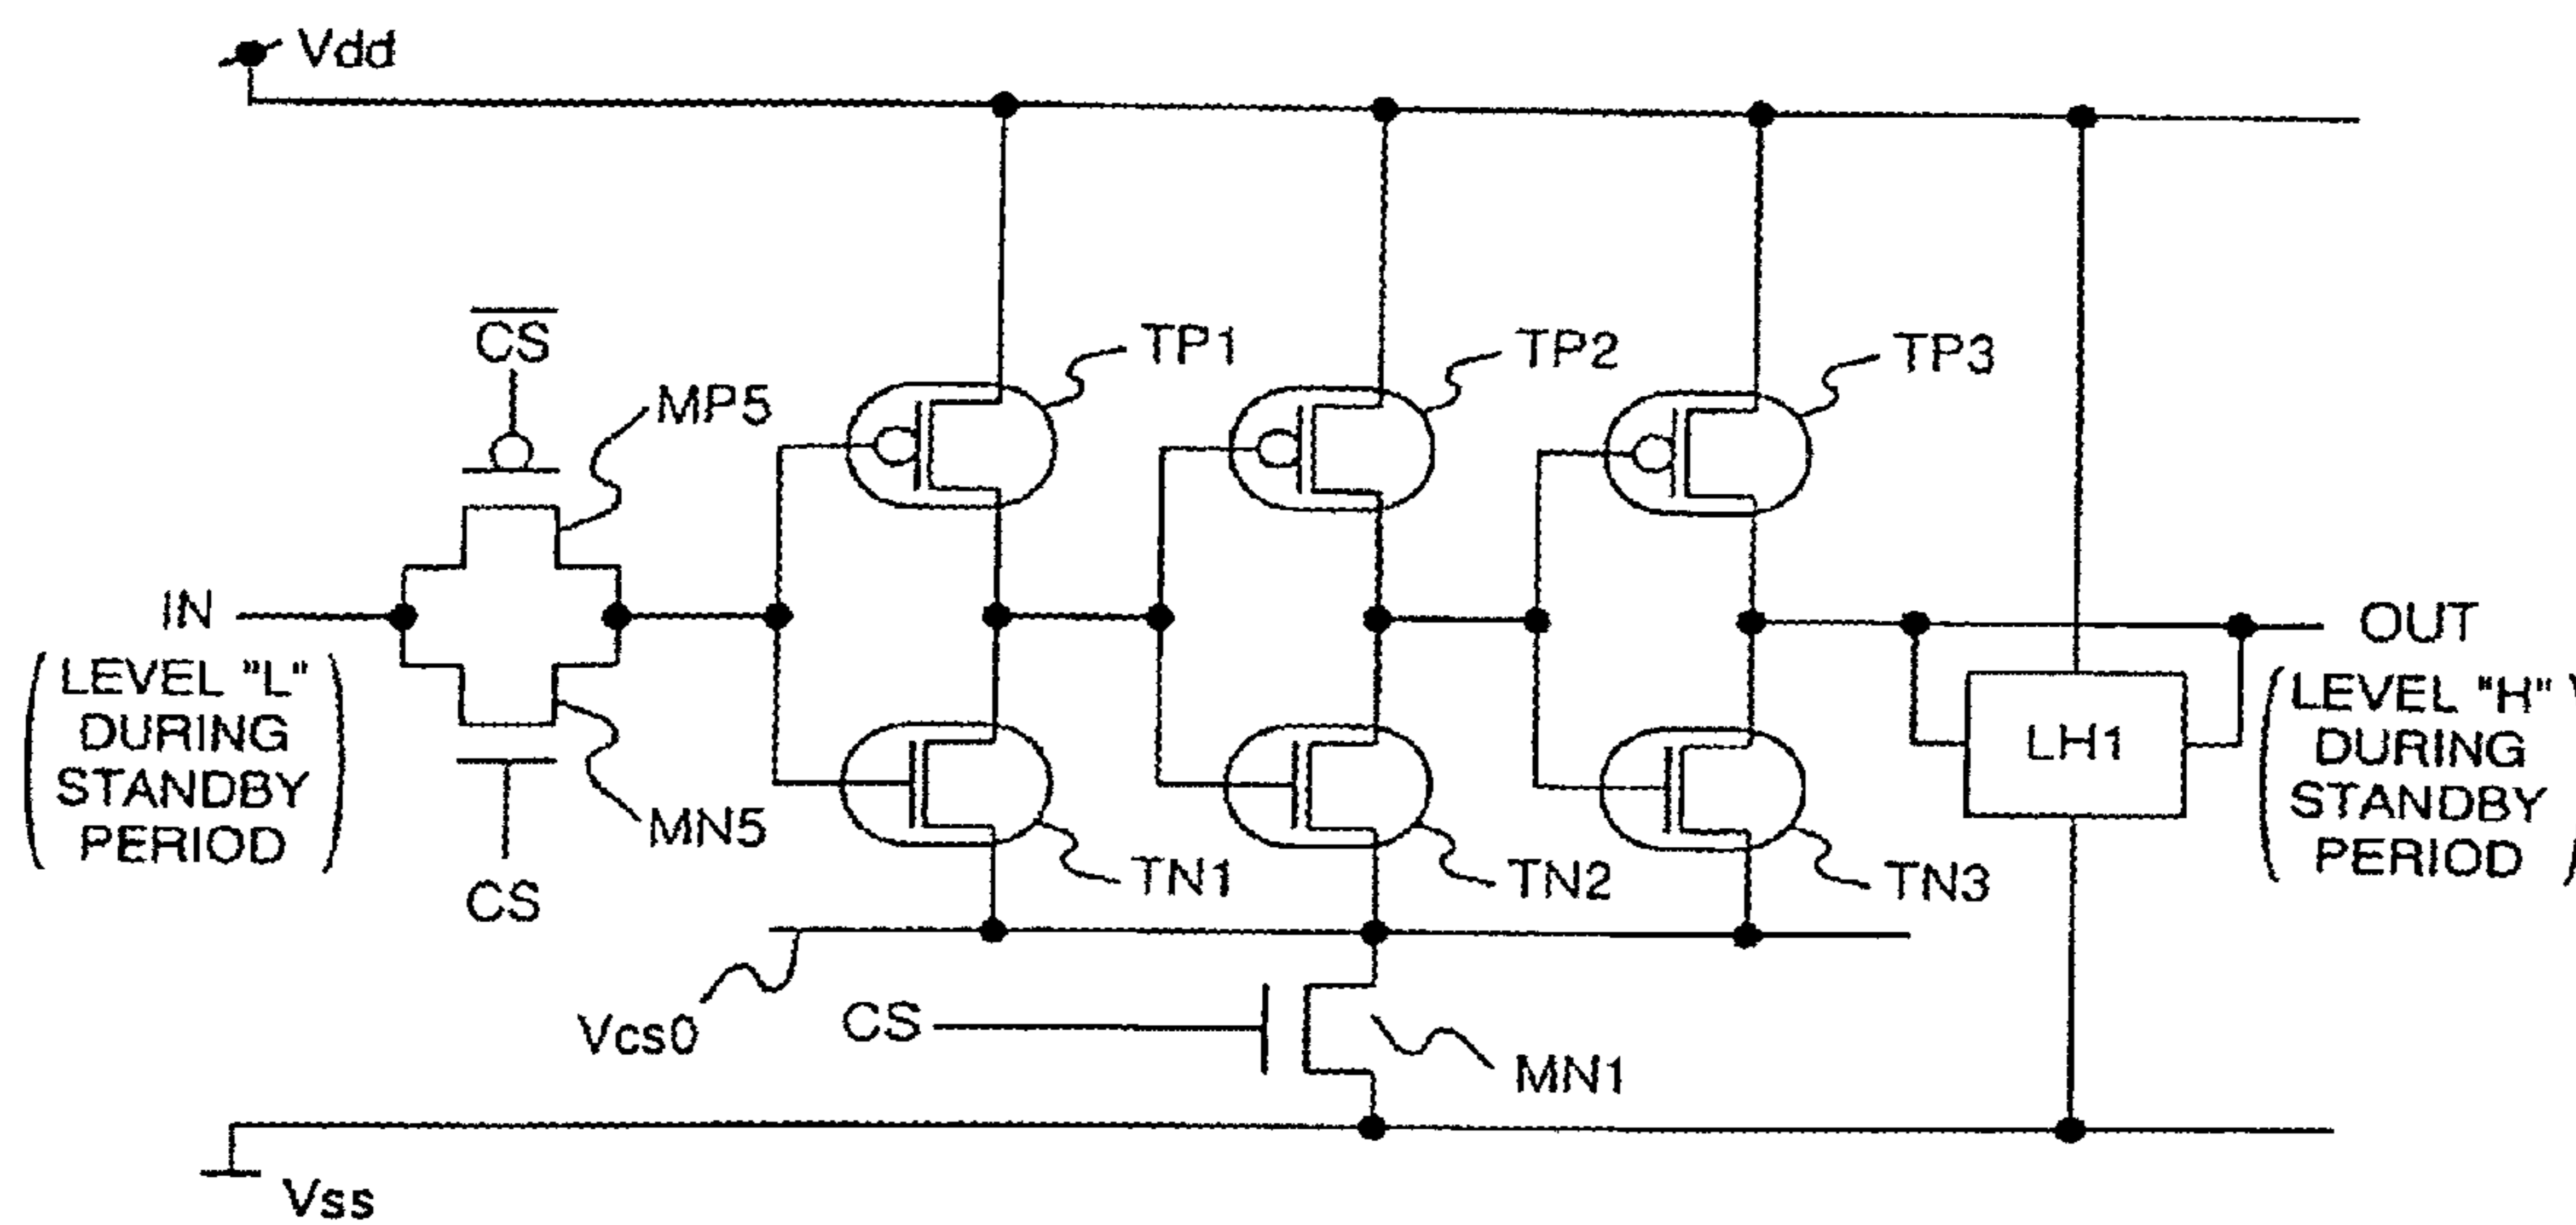 Vdd
CS
MP5
TP1
TP2
TP3
IN
LEVEL "L"
DURING
STANDBY
PERIOD
MN5
CS
TN1
TN2
TN3
LH1
OUT
LEVEL "H"
DURING
STANDBY
PERIOD
Vcs0
CS
MN1
Vss